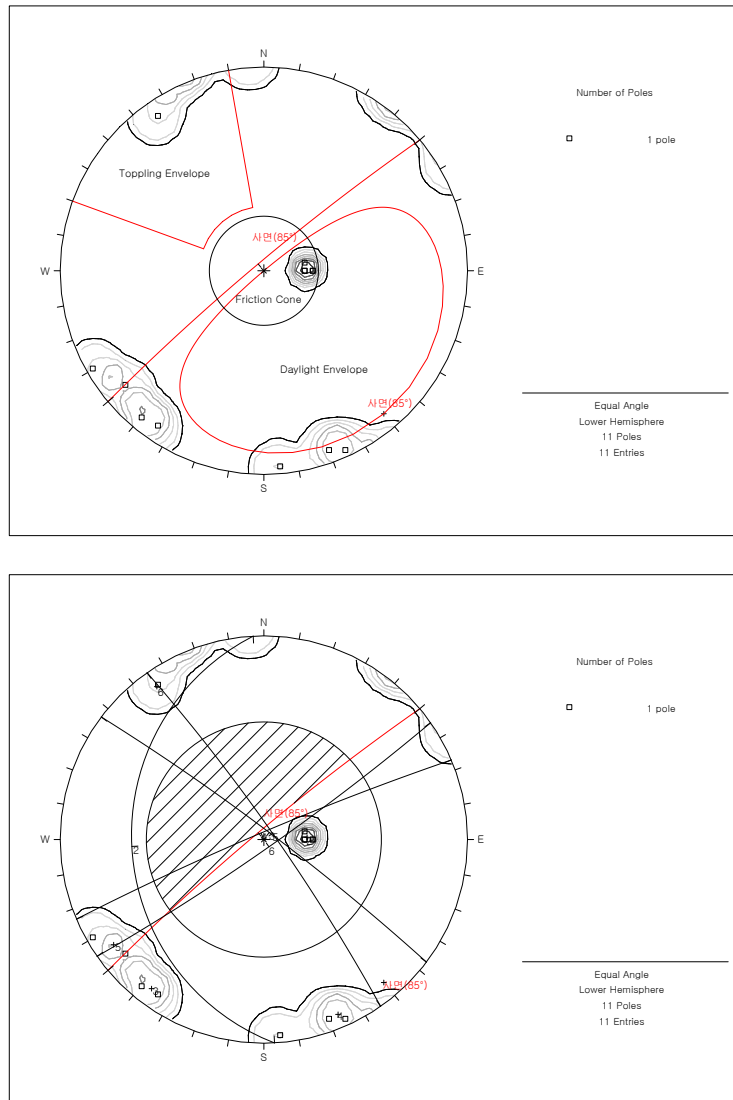 N
Number of Poles
1 pole
Toppling Envelope
사면(85°)
W
E
Friction Cone
Daylight Envelope
사면(85°)
Equal Angle
Lower Hemisphere
11 Poles
11 Entries
S
N
Number of Poles
6
1 pole
사면(85°)
W
E
2
6
5
사면(85°)
Equal Angle
Lower Hemisphere
11 Poles
11 Entries
S